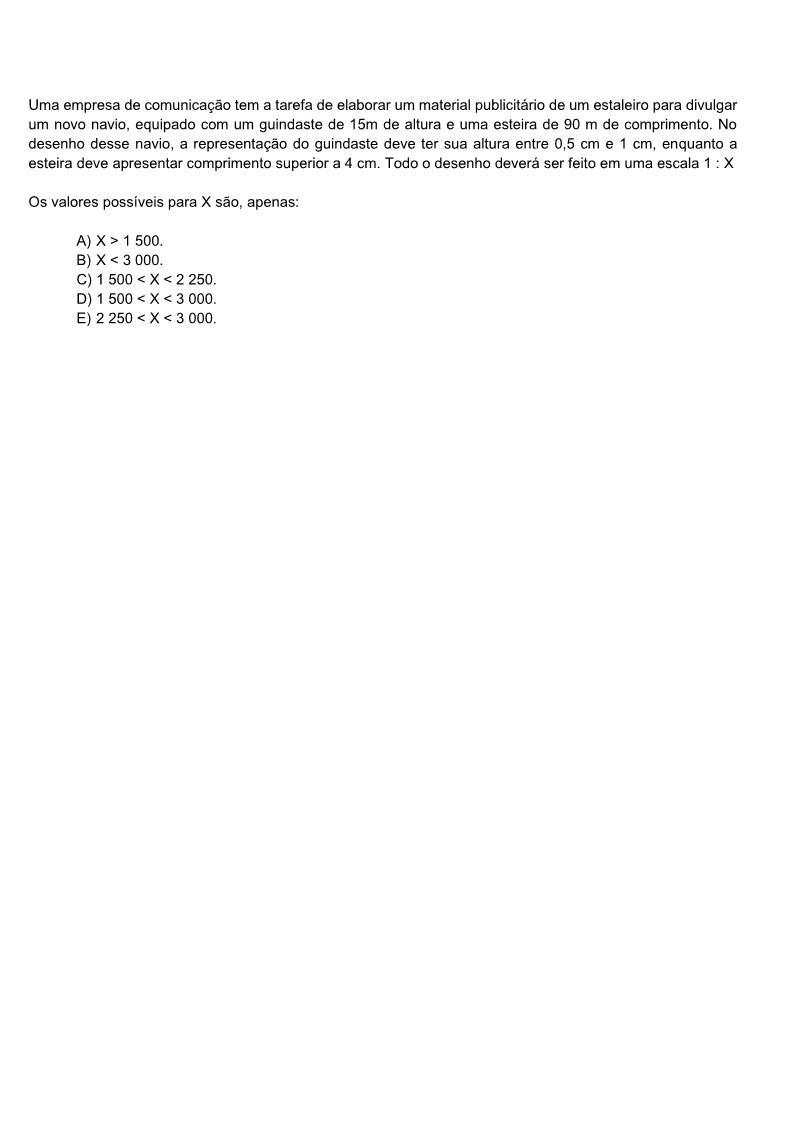 Uma empresa de comunicação tem a tarefa de elaborar um material publicitário de um estaleiro para divulgar
um novo navio, equipado com um guindaste de 15m de altura e uma esteira de 90 m de comprimento. No
desenho desse navio, a representação do guindaste deve ter sua altura entre 0,5 cm e 1 cm, enquanto a
esteira deve apresentar comprimento superior a 4 cm. Todo o desenho deverá ser feito em uma escala 1 : X
Os valores possíveis para X são, apenas:
A) X > 1 500.
B) X < 3 000.
C) 1 500 < X < 2 250.
D) 1 500 < X < 3 000.
E) 2 250 < X < 3 000.